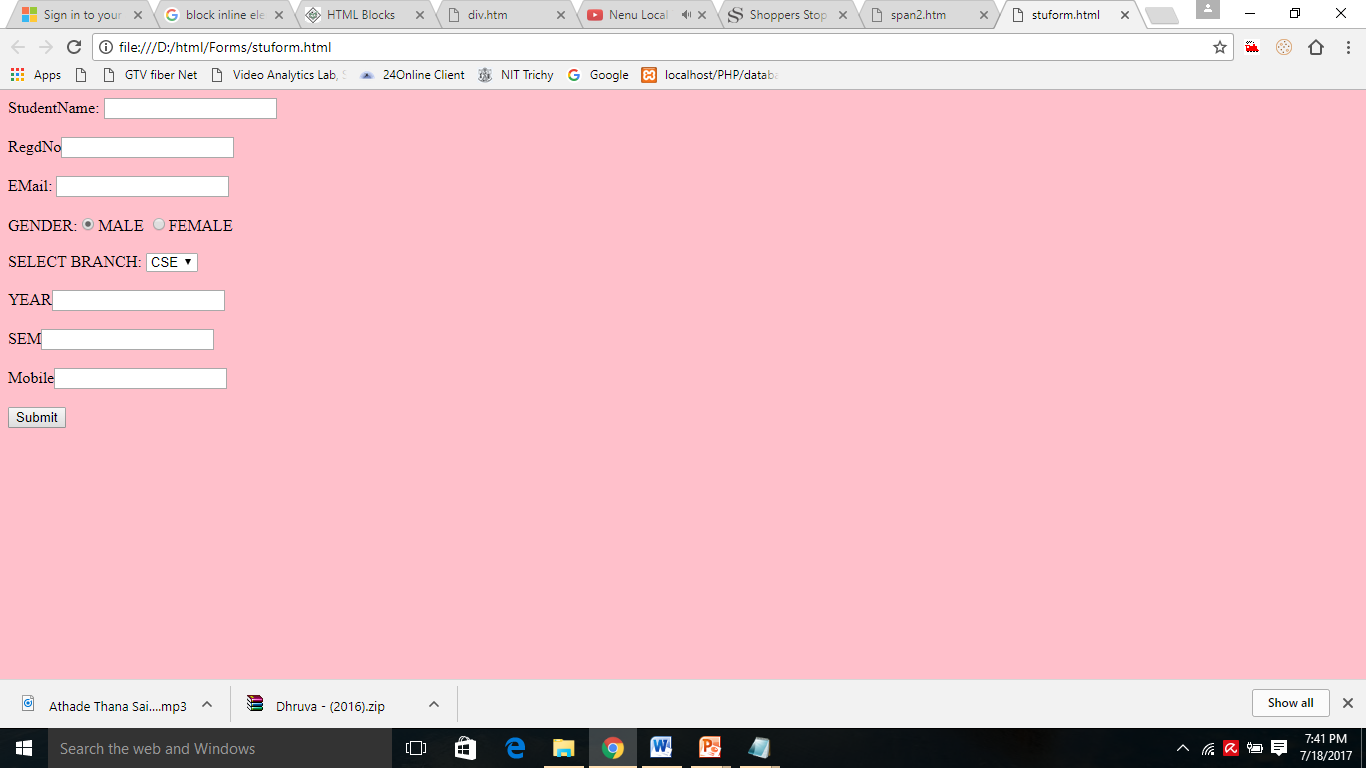 Sign in to your
block inline ele
HTML Blocks
div.htm
Nenu Local
Shoppers Stop
span2.htm
stuform.html
file:///D:/html/Forms/stuform.html
Apps
GTV fiber Net
Video Analytics Lab,
24Online Client
NIT Trichy
Google
localhost/PHP/databa
StudentName:
RegdNo
EMail:
GENDER: MALE FEMALE
SELECT BRANCH: CSE
YEAR
SEM
Mobile
Submit
Athade Thana Sai....mp3
Dhruva - (2016).zip
Show all
Search the web and Windows
7:41 PM
7/18/2017